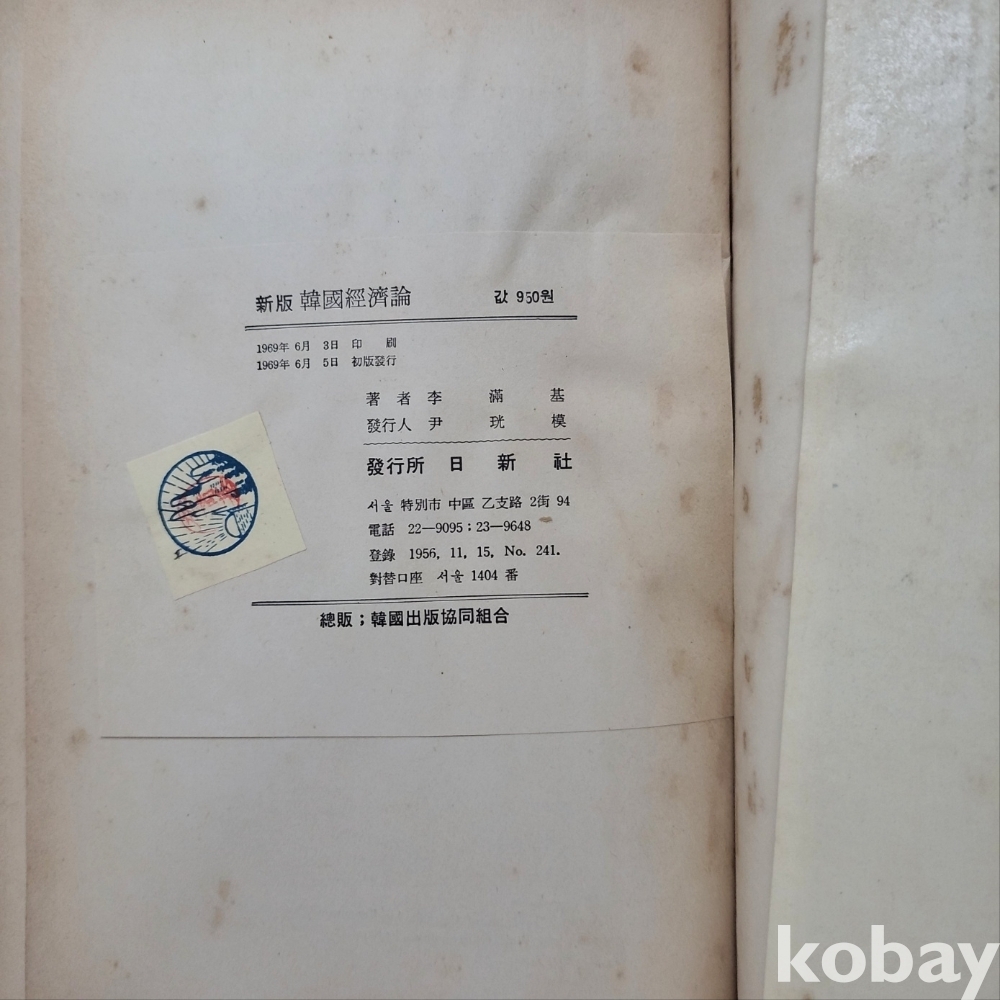 新版 韓國經濟論 값 950원
1969年 6月 3日 印 刷
1969年 6月 5日 初版發行
著 者 李 滿 基
發行人 尹 珖 模
發行所 日 新 社
서울 特別市 中區 乙支路 2街 94
電話 22—9095 ; 23—9648
登錄 1956, 11, 15, No. 241.
對替口座 서울 1404 番
總販 ; 韓國出版協同組合
kobay